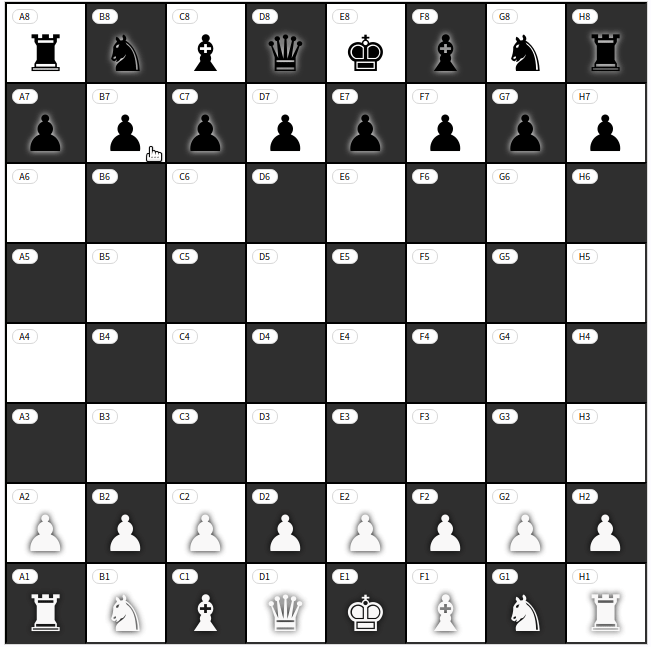 A8 B8 C8 D8 E8 F8 G8 H8
A7 B7 C7 D7 E7 F7 G7 H7
A6 B6 C6 D6 E6 F6 G6 H6
A5 B5 C5 D5 E5 F5 G5 H5
A4 B4 C4 D4 E4 F4 G4 H4
A3 B3 C3 D3 E3 F3 G3 H3
A2 B2 C2 D2 E2 F2 G2 H2
A1 B1 C1 D1 E1 F1 G1 H1